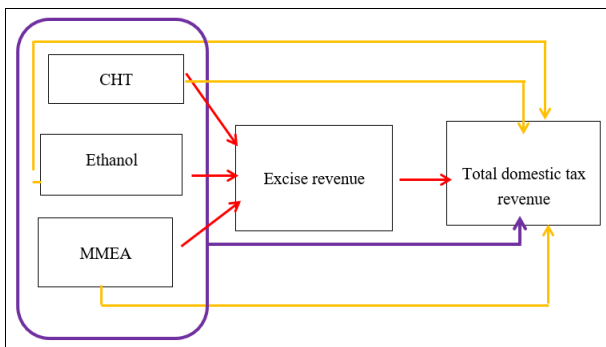 CHT
Ethanol
MMEA
Excise revenue
Total domestic tax
revenue